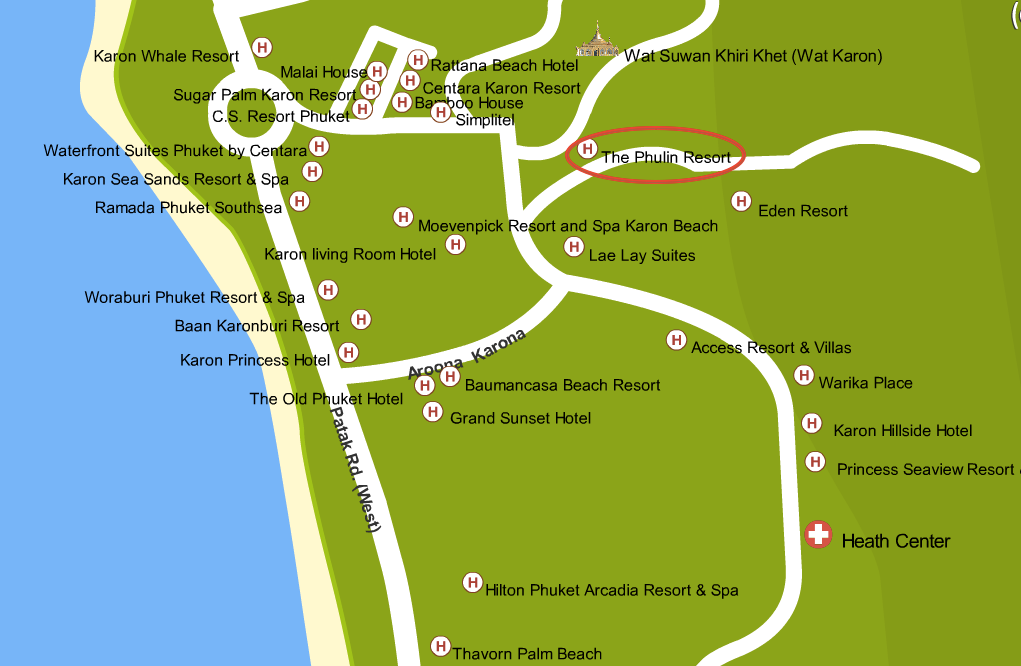 (
Karon Whale Resort
Wat Suwan Khiri Khet (Wat Karon)
Rattana Beach Hotel
Malai House
Centara Karon Resort
Sugar Palm Karon Resort
Bamboo House
C.S. Resort Phuket
Simplitel
Waterfront Suites Phuket by Centara
The Phulin Resort
Karon Sea Sands Resort & Spa
Ramada Phuket Southsea
Eden Resort
Moevenpick Resort and Spa Karon Beach
Karon living Room Hotel
Lae Lay Suites
Woraburi Phuket Resort & Spa
Baan Karonburi Resort
Aroona Karona
Access Resort & Villas
Karon Princess Hotel
Warika Place
Baumancasa Beach Resort
The Old Phuket Hotel
Grand Sunset Hotel
Karon Hillside Hotel
Patak Rd. (West)
Princess Seaview Resort &
Heath Center
Hilton Phuket Arcadia Resort & Spa
Thavorn Palm Beach